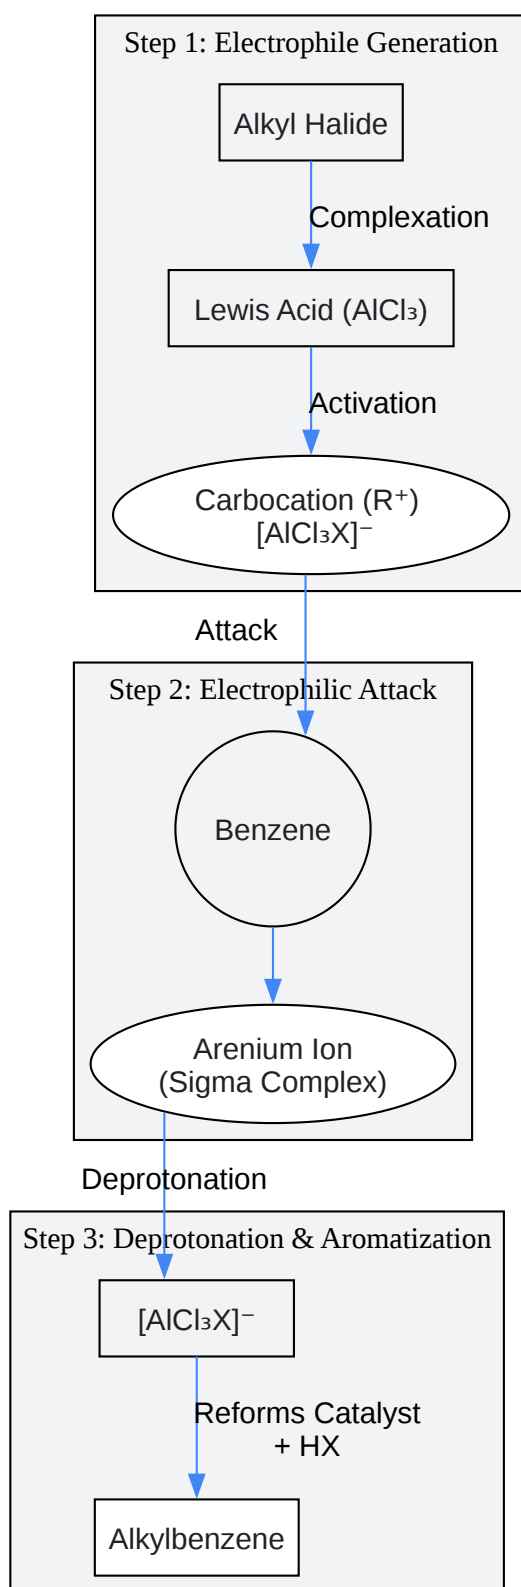 Step 1: Electrophile Generation
Alkyl Halide
Complexation
Lewis Acid (AlCl₃)
Activation
Carbocation (R⁺)
[AlCl₃X]⁻
Attack
Step 2: Electrophilic Attack
Benzene
Arenium Ion
(Sigma Complex)
Deprotonation
Step 3: Deprotonation & Aromatization
[AlCl₃X]⁻
Reforms Catalyst
+ HX
Alkylbenzene